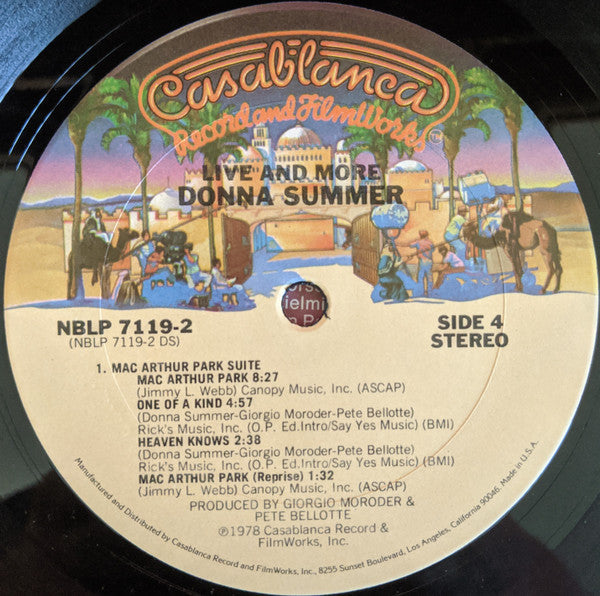 Casablanca
Record and FilmWorks™
LIVE AND MORE
DONNA SUMMER
NBLP 7119-2
(NBLP 7119-2 DS)
SIDE 4
STEREO
1. MAC ARTHUR PARK SUITE
MAC ARTHUR PARK 8:27
(Jimmy L. Webb) Canopy Music, Inc. (ASCAP)
ONE OF A KIND 4:57
(Donna Summer-Giorgio Moroder-Pete Bellotte)
Rick's Music, Inc. (O.P. Ed.Intro/Say Yes Music) (BMI)
HEAVEN KNOWS 2:38
(Donna Summer-Giorgio Moroder-Pete Bellotte)
Rick's Music, Inc. (O.P. Ed.Intro/Say Yes Music) (BMI)
MAC ARTHUR PARK (Reprise) 1:32
(Jimmy L. Webb) Canopy Music, Inc. (ASCAP)
PRODUCED BY GIORGIO MORODER &
PETE BELLOTTE
℗1978 Casablanca Record &
FilmWorks, Inc.
Manufactured and Distributed by Casablanca Record and FilmWorks, Inc., 8255 Sunset Boulevard, Los Angeles, California 90046, Made in U.S.A.